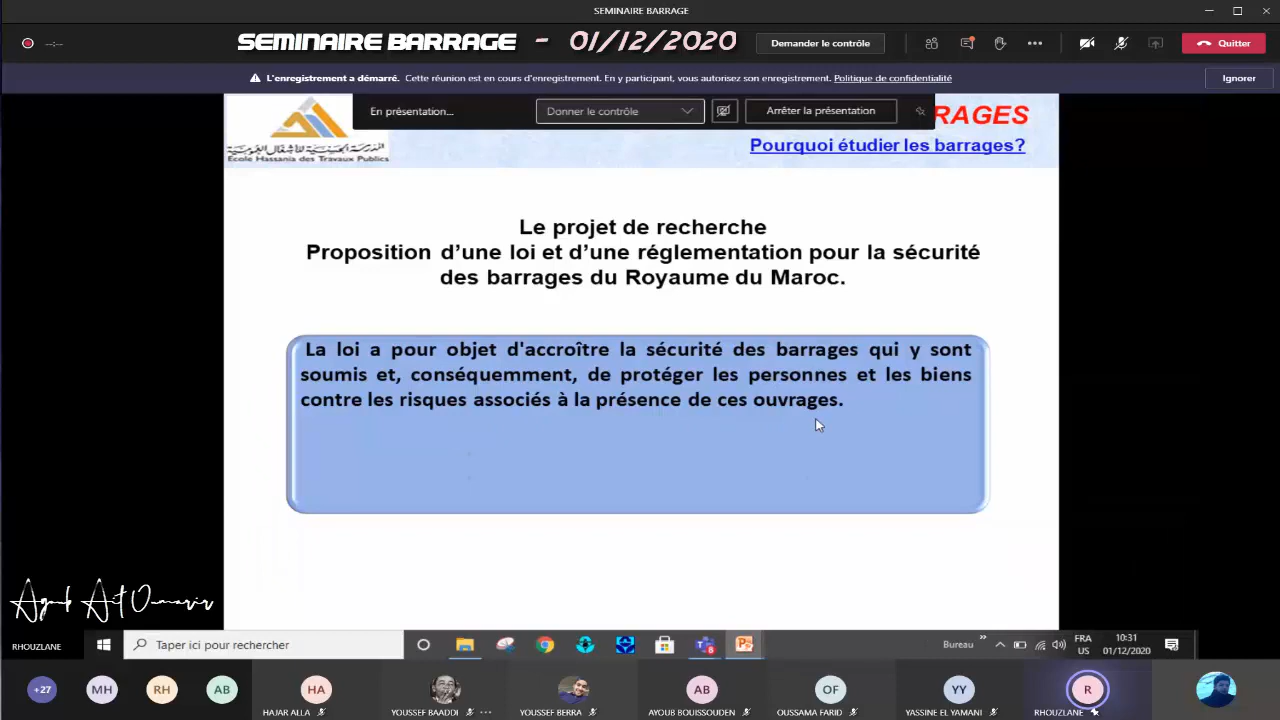 SEMINAIRE BARRAGE
--:--
SEMINAIRE BARRAGE - 01/12/2020
Demander le contrôle
Quitter
L'enregistrement a démarré. Cette réunion est en cours d'enregistrement. En y participant, vous autorisez son enregistrement. Politique de confidentialité
Ignorer
En présentation...
Donner le contrôle
Arrêter la présentation
RAGES
Pourquoi étudier les barrages?
المدرسة الحسنية للأشغال العمومية
Ecole Hassania des Travaux Publics
Le projet de recherche
Proposition d’une loi et d’une réglementation pour la sécurité
des barrages du Royaume du Maroc.
La loi a pour objet d'accroître la sécurité des barrages qui y sont
soumis et, conséquemment, de protéger les personnes et les biens
contre les risques associés à la présence de ces ouvrages.
RHOUZLANE
Taper ici pour rechercher
Bureau
FRA
US
10:31
01/12/2020
+27
MH
RH
AB
HA
HAJAR ALLA
YOUSSEF BAADDI
YOUSSEF BERRA
AB
AYOUB BOUISSOUDEN
OF
OUSSAMA FARID
YY
YASSINE EL YAMANI
R
RHOUZLANE